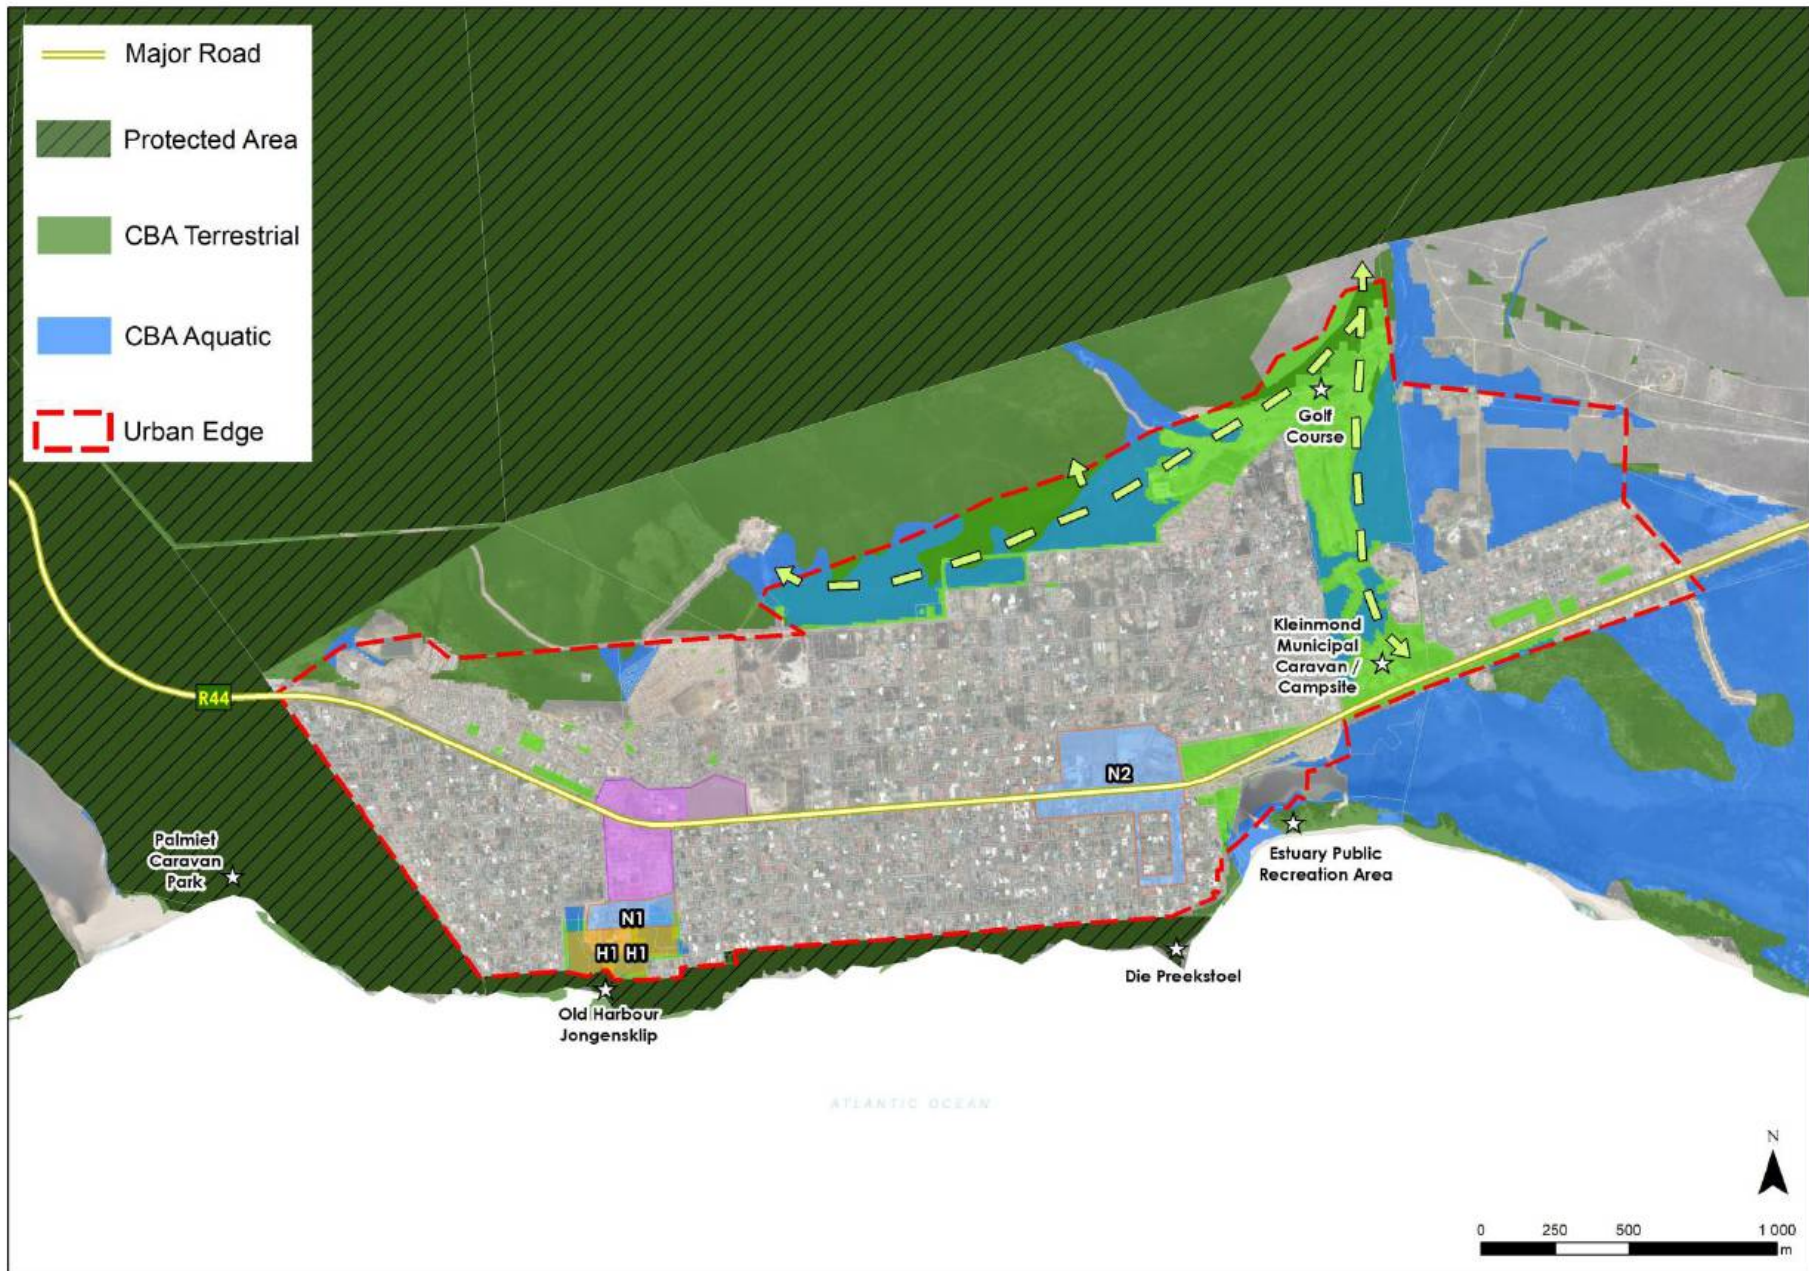 Major Road
Protected Area
CBA Terrestrial
CBA Aquatic
Urban Edge
Golf
Course
Kleinmond
Municipal
Caravan /
Campsite
R44
N2
Palmiet
Caravan
Park
Estuary Public
Recreation Area
N1
H1 H1
Die Preekstoel
Old Harbour
Jongensklip
ATLANTIC OCEAN
N
0 250 500 1 000
m